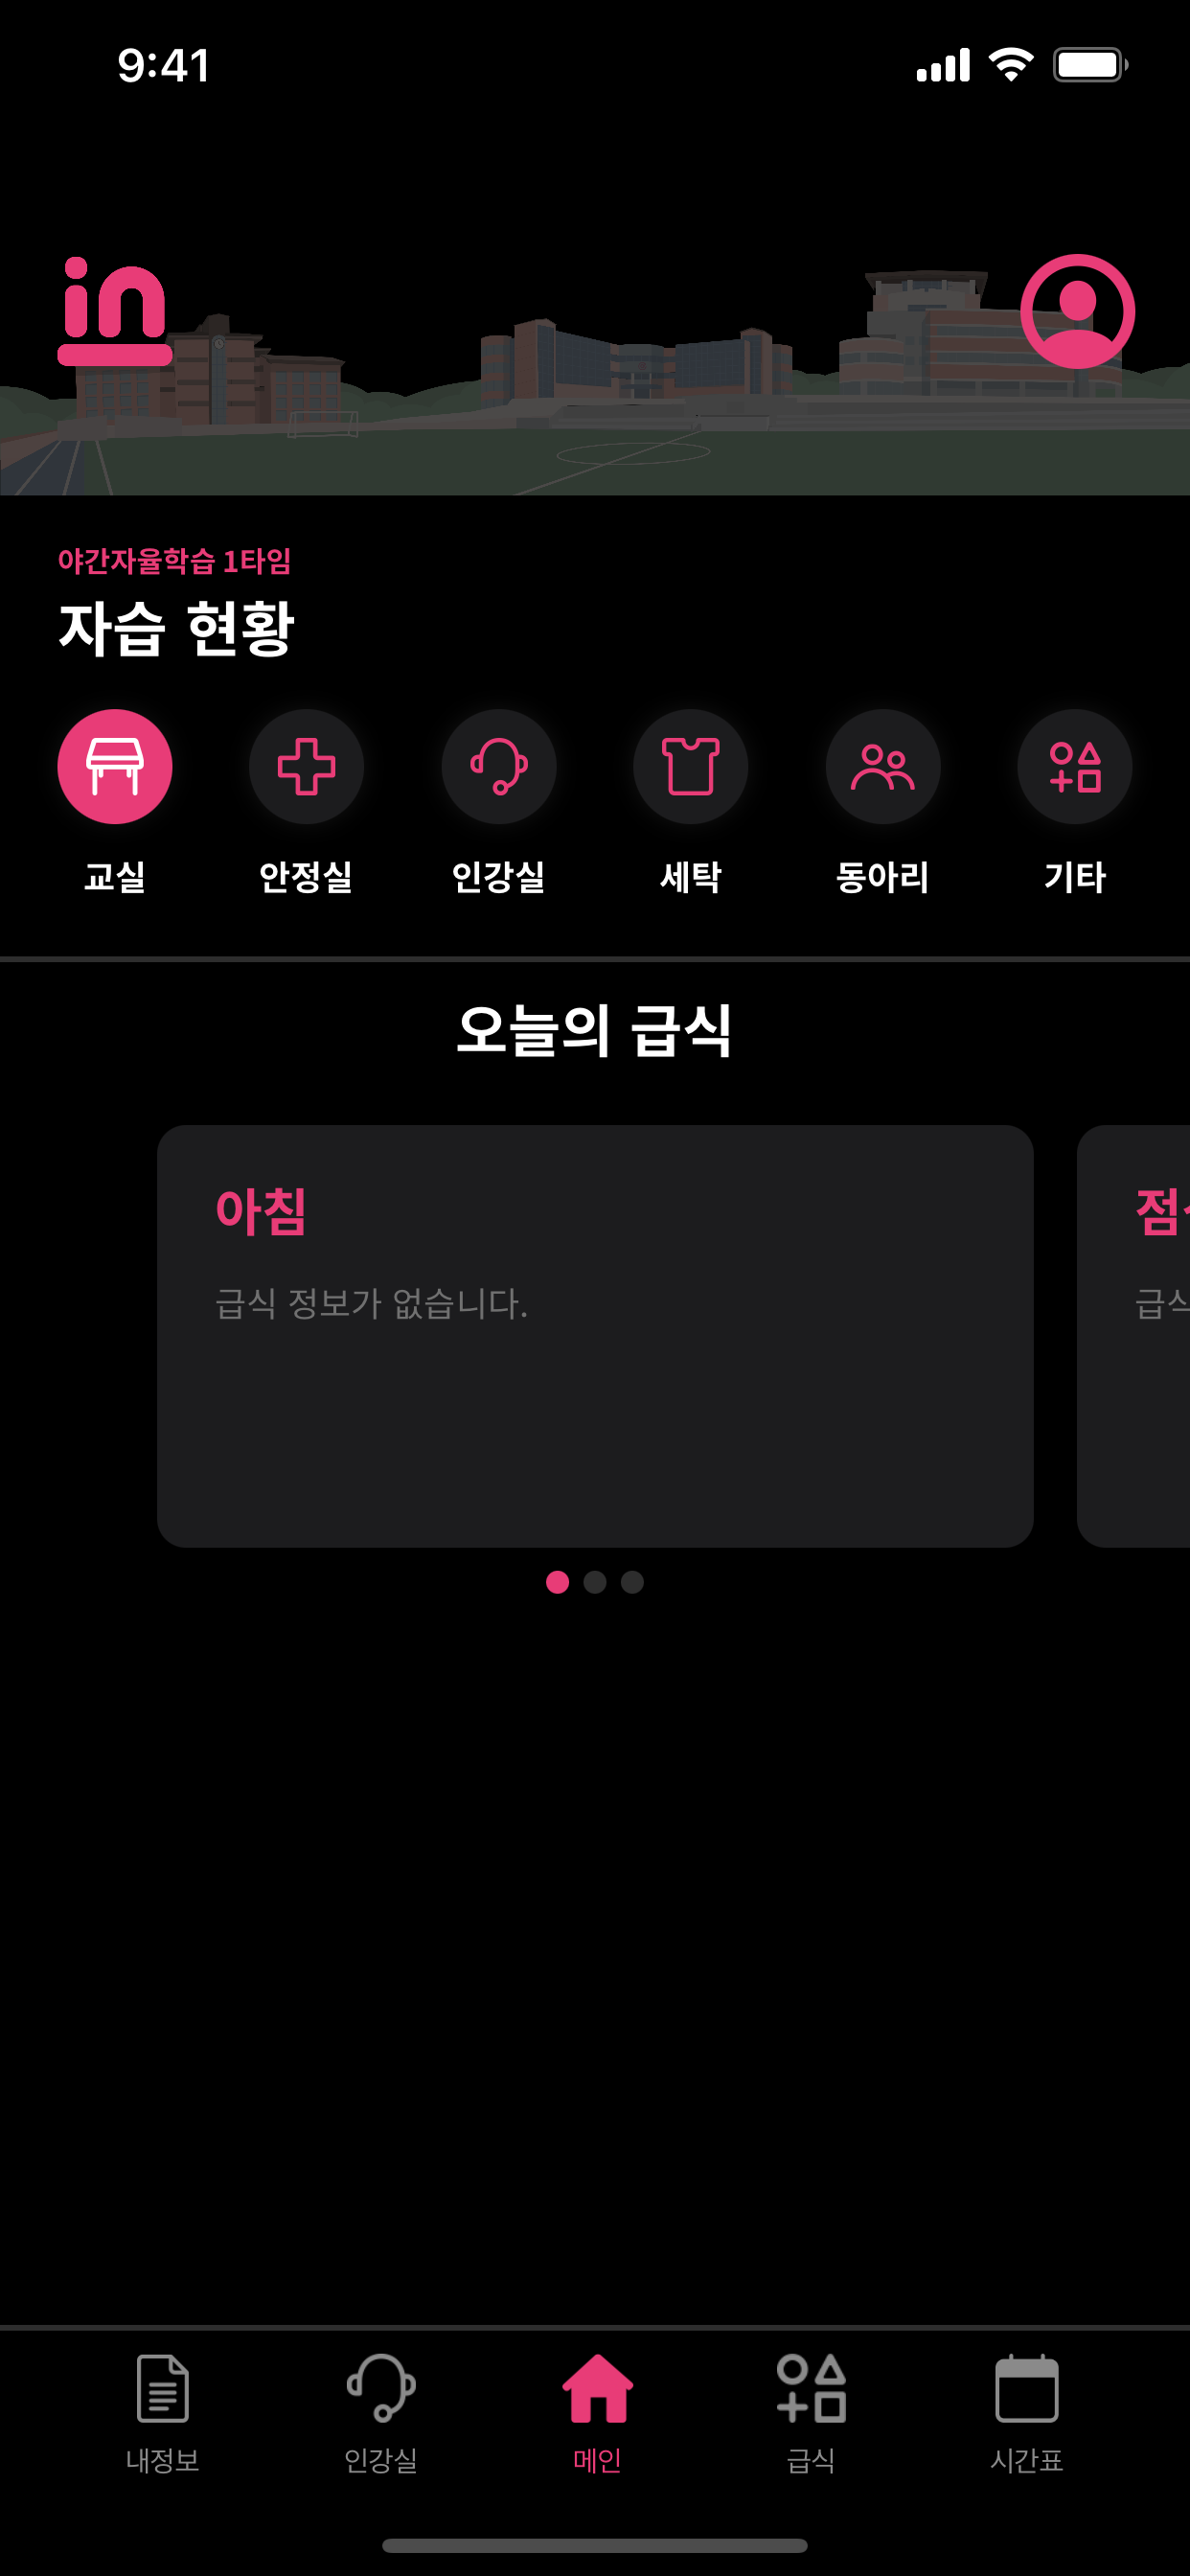 9:41
in
야간자율학습 1타임
자습 현황
교실 안정실 인강실 세탁 동아리 기타
오늘의 급식
아침
급식 정보가 없습니다.
점
급식
내정보 인강실 메인 급식 시간표